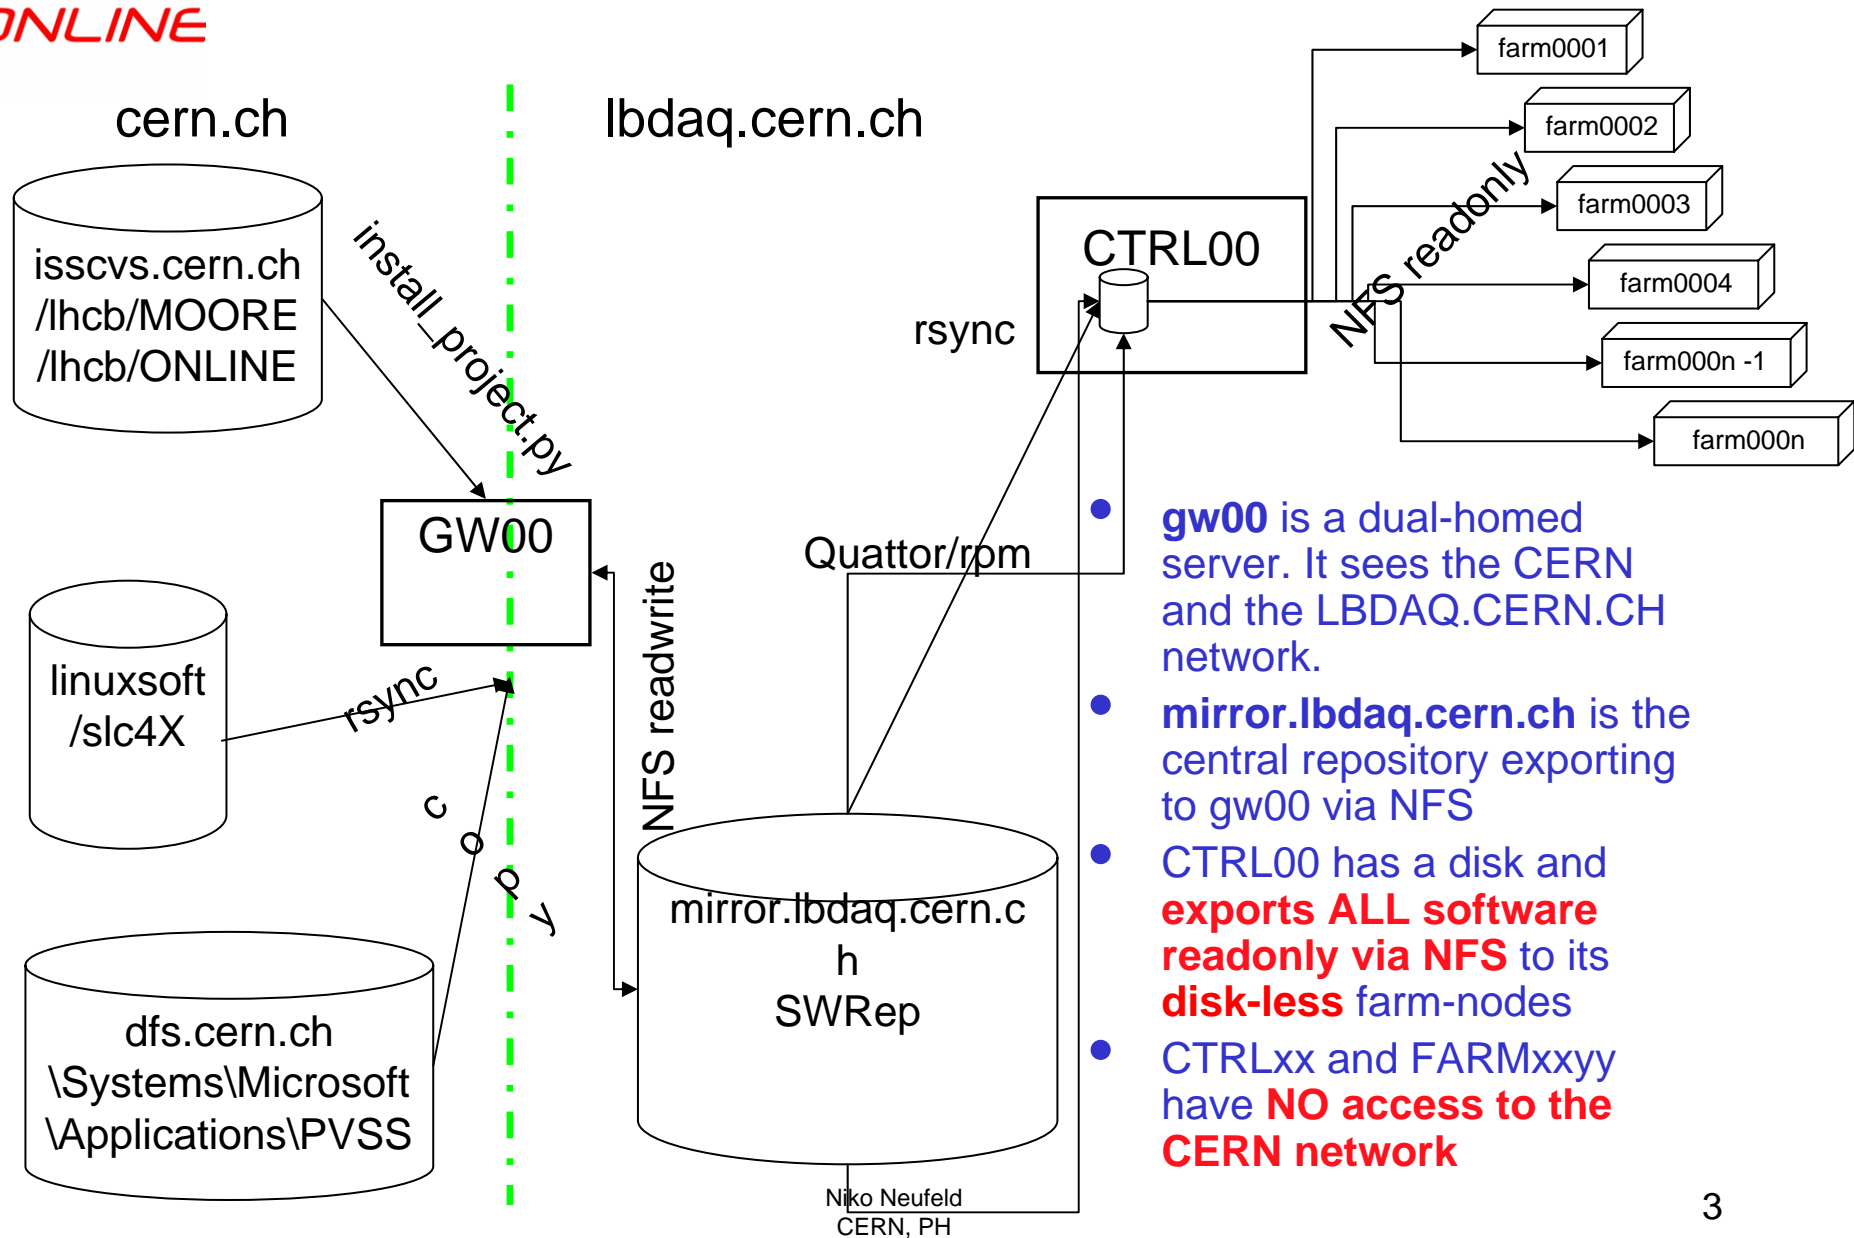 ONLINE
cern.ch
lbdaq.cern.ch
isscvs.cern.ch
/lhcb/MOORE
/lhcb/ONLINE
install_project.py
GW00
linuxsoft
/slc4X
rsync
copy
dfs.cern.ch
\Systems\Microsoft
\Applications\PVSS
NFS readwrite
mirror.lbdaq.cern.c
h
SWRep
Quattor/rpm
rsync
CTRL00
NFS readonly
farm0001
farm0002
farm0003
farm0004
farm000n -1
farm000n
• gw00 is a dual-homed
server. It sees the CERN
and the LBDAQ.CERN.CH
network.
• mirror.lbdaq.cern.ch is the
central repository exporting
to gw00 via NFS
• CTRL00 has a disk and
exports ALL software
readonly via NFS to its
disk-less farm-nodes
• CTRLxx and FARMxxyy
have NO access to the
CERN network
Niko Neufeld
CERN, PH
3